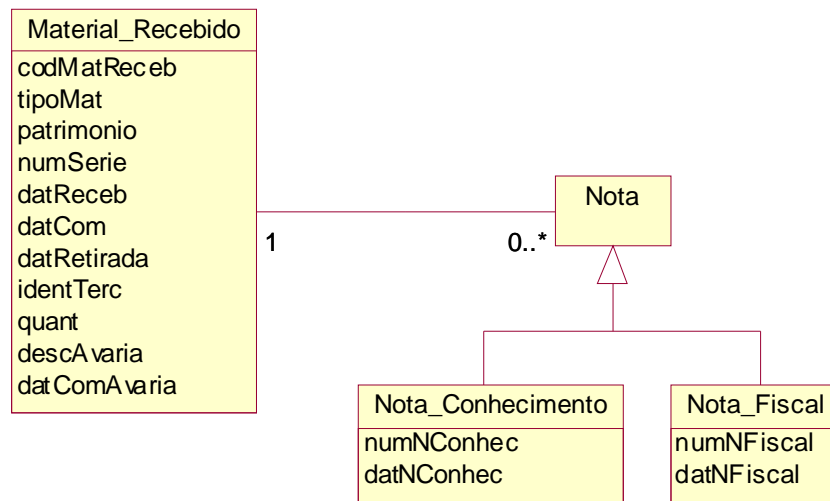 Material_Recebido
codMatReceb
tipoMat
patrimonio
numSerie
datReceb
datCom
datRetirada
identTerc
quant
descAvaria
datComAvaria
1
0..*
Nota
Nota_Conhecimento
numNConhec
datNConhec
Nota_Fiscal
numNFiscal
datNFiscal